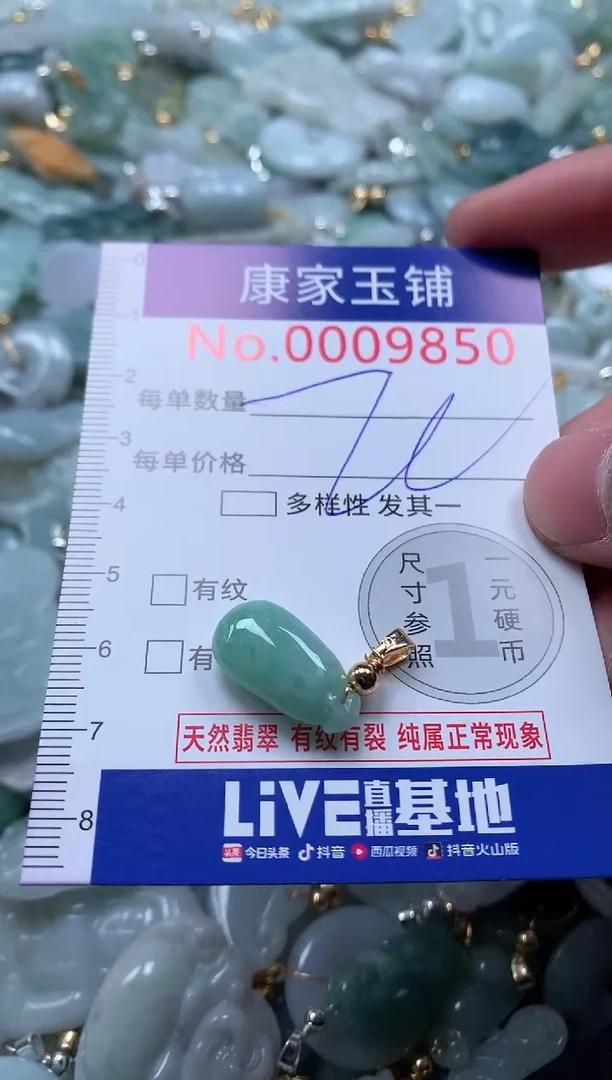 康家玉铺
No.0009850
0
1
2
每单数量
3
每单价格
4
多样性 发其一
5
有纹
尺寸参照
1
一元硬币
6
有
7
天然翡翠 有纹有裂 纯属正常现象
8
LiVE直播基地
头条 今日头条 抖音 西瓜视频 抖音火山版